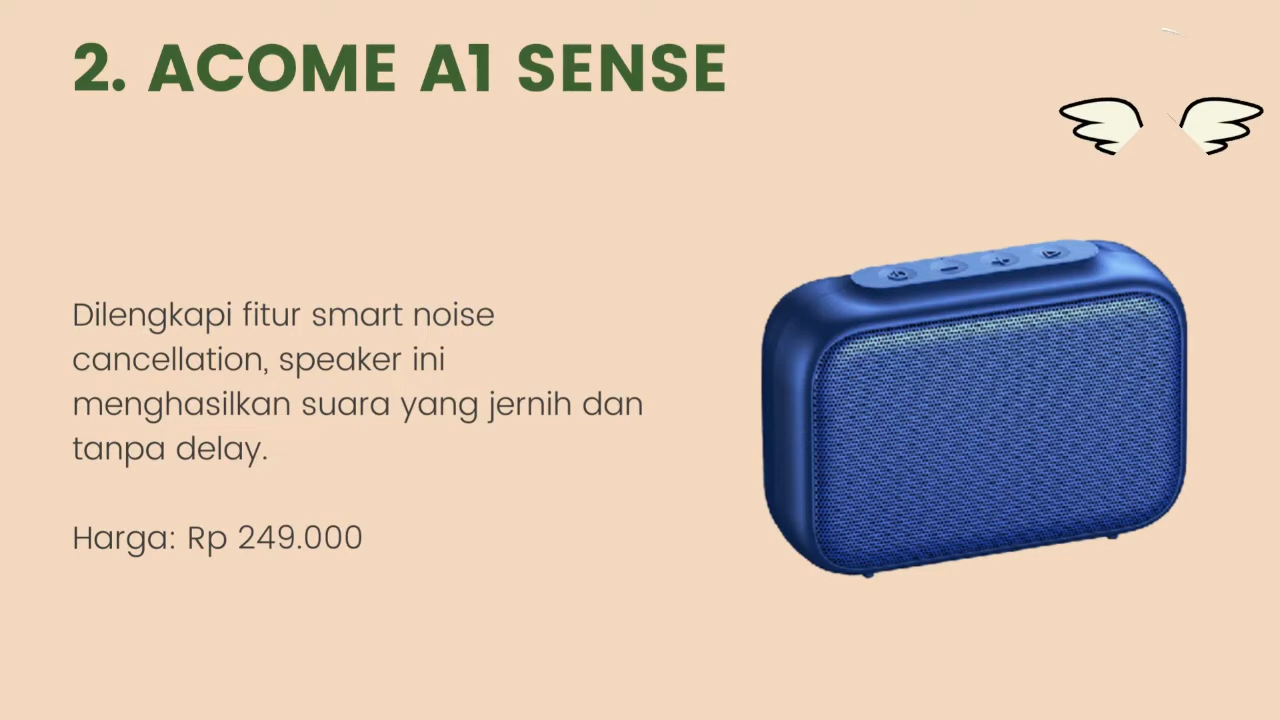 2. ACOME A1 SENSE
Dilengkapi fitur smart noise
cancellation, speaker ini
menghasilkan suara yang jernih dan
tanpa delay.
Harga: Rp 249.000